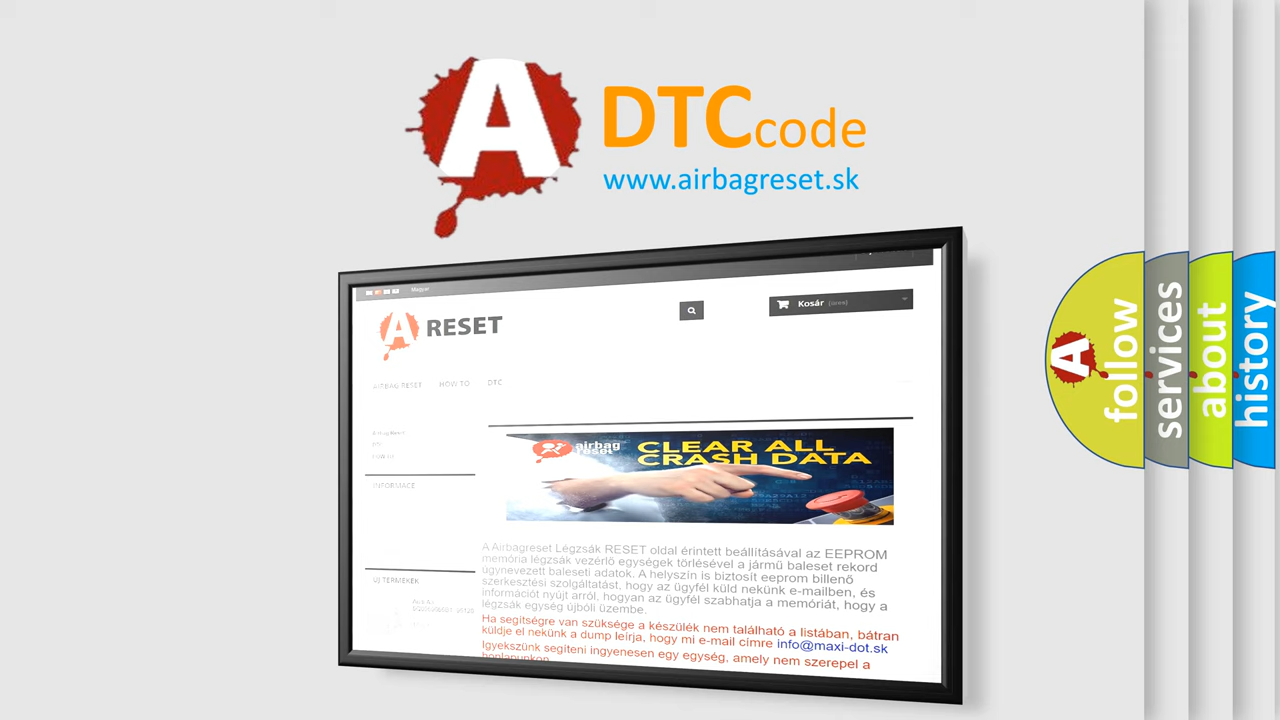 A
DTCcode
www.airbagreset.sk
Magyar
A RESET
Kosár (üres)
AIRBAG RESET HOW TO DTC
airbag
reset
CLEAR ALL
CRASH DATA
INFORMACE
A Airbagreset Légzsák RESET oldal érintett beállításával az EEPROM
memória légzsák vezérlő egységek törlésével a jármű baleset rekord
úgynevezett baleseti adatok. A helyszín is biztosít eeprom billenő
szerkesztési szolgáltatást, hogy az ügyfél küld nekünk e-mailben, és
információt nyújt arról, hogyan az ügyfél szabhatja a memóriát, hogy a
légzsák egység újbóli üzembe.
Ha segítségre van szüksége a készülék nem található a listában, bátran
küldje el nekünk a dump leírja, hogy mi e-mail címre info@maxi-dot.sk
Igyekszünk segíteni ingyenesen egy egység, amely nem szerepel a
honlapunkon
ÚJ TERMÉKEK
A
follow
services
about
history